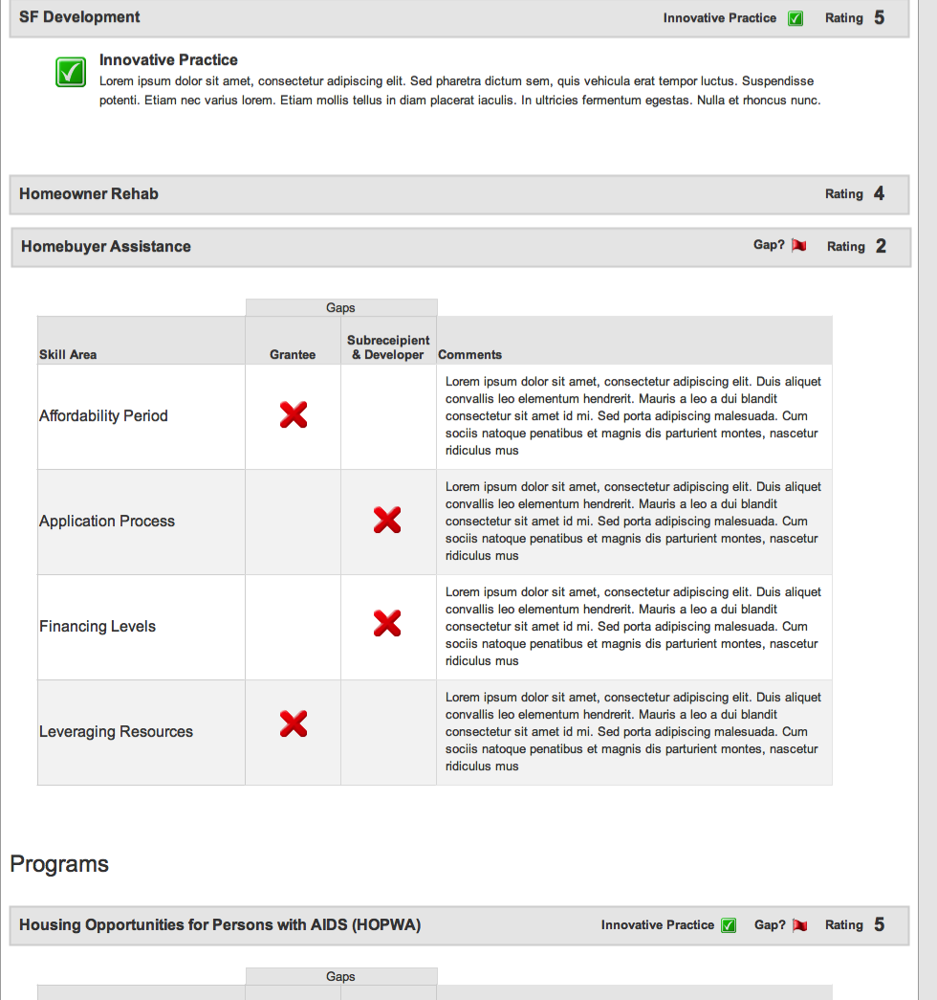 SF Development Innovative Practice Rating 5
Innovative Practice
Lorem ipsum dolor sit amet, consectetur adipiscing elit. Sed pharetra dictum sem, quis vehicula erat tempor luctus. Suspendisse
potenti. Etiam nec varius lorem. Etiam mollis tellus in diam placerat iaculis. In ultricies fermentum egestas. Nulla et rhoncus nunc.
Homeowner Rehab Rating 4
Homebuyer Assistance Gap? Rating 2
Gaps
Skill Area Grantee Subreceipient & Developer Comments
Affordability Period
Lorem ipsum dolor sit amet, consectetur adipiscing elit. Duis aliquet
convallis leo elementum hendrerit. Mauris a leo a dui blandit
consectetur sit amet id mi. Sed porta adipiscing malesuada. Cum
sociis natoque penatibus et magnis dis parturient montes, nascetur
ridiculus mus
Application Process
Lorem ipsum dolor sit amet, consectetur adipiscing elit. Duis aliquet
convallis leo elementum hendrerit. Mauris a leo a dui blandit
consectetur sit amet id mi. Sed porta adipiscing malesuada. Cum
sociis natoque penatibus et magnis dis parturient montes, nascetur
ridiculus mus
Financing Levels
Lorem ipsum dolor sit amet, consectetur adipiscing elit. Duis aliquet
convallis leo elementum hendrerit. Mauris a leo a dui blandit
consectetur sit amet id mi. Sed porta adipiscing malesuada. Cum
sociis natoque penatibus et magnis dis parturient montes, nascetur
ridiculus mus
Leveraging Resources
Lorem ipsum dolor sit amet, consectetur adipiscing elit. Duis aliquet
convallis leo elementum hendrerit. Mauris a leo a dui blandit
consectetur sit amet id mi. Sed porta adipiscing malesuada. Cum
sociis natoque penatibus et magnis dis parturient montes, nascetur
ridiculus mus
Programs
Housing Opportunities for Persons with AIDS (HOPWA) Innovative Practice Gap? Rating 5
Gaps